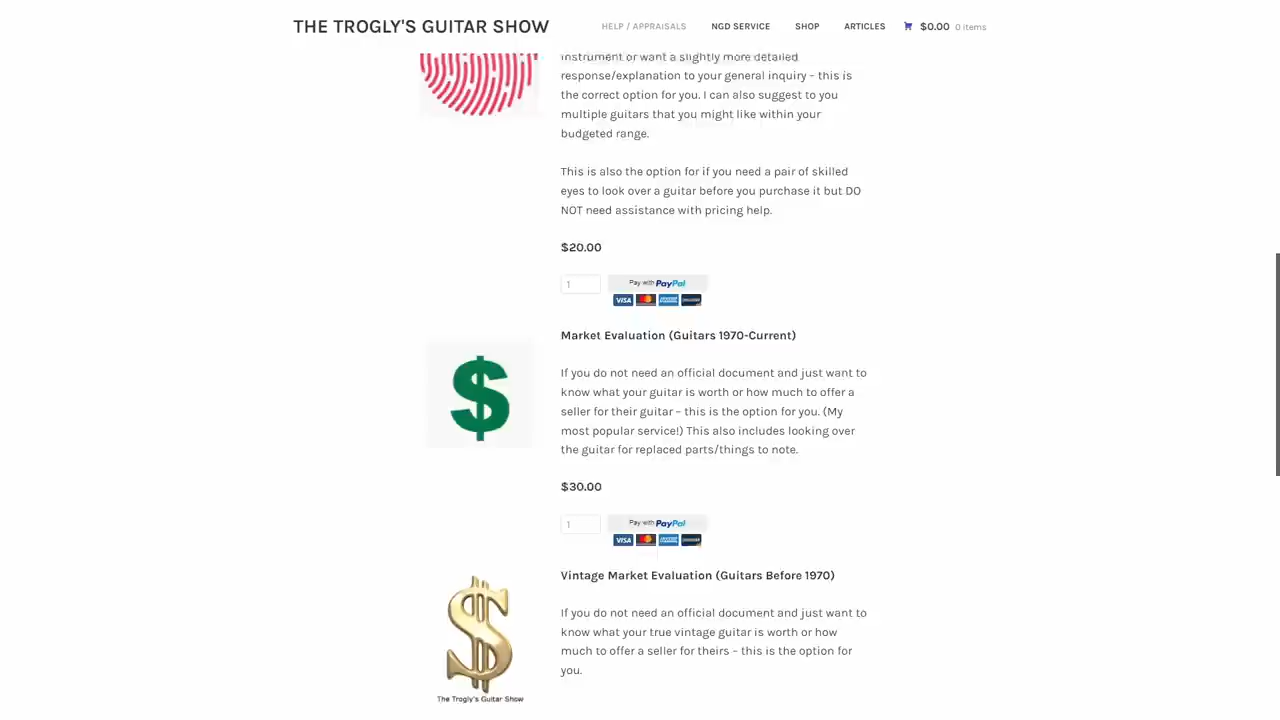 THE TROGLY'S GUITAR SHOW
HELP / APPRAISALS NGD SERVICE SHOP ARTICLES $0.00 0 items
instrument or want a slightly more detailed
response/explanation to your general inquiry – this is
the correct option for you. I can also suggest to you
multiple guitars that you might like within your
budgeted range.
This is also the option for if you need a pair of skilled
eyes to look over a guitar before you purchase it but DO
NOT need assistance with pricing help.
$20.00
1
Pay with PayPal
VISA
Market Evaluation (Guitars 1970-Current)
If you do not need an official document and just want to
know what your guitar is worth or how much to offer a
seller for their guitar – this is the option for you. (My
most popular service!) This also includes looking over
the guitar for replaced parts/things to note.
$30.00
1
Pay with PayPal
VISA
Vintage Market Evaluation (Guitars Before 1970)
If you do not need an official document and just want to
know what your true vintage guitar is worth or how
much to offer a seller for theirs – this is the option for
you.
The Trogly's Guitar Show